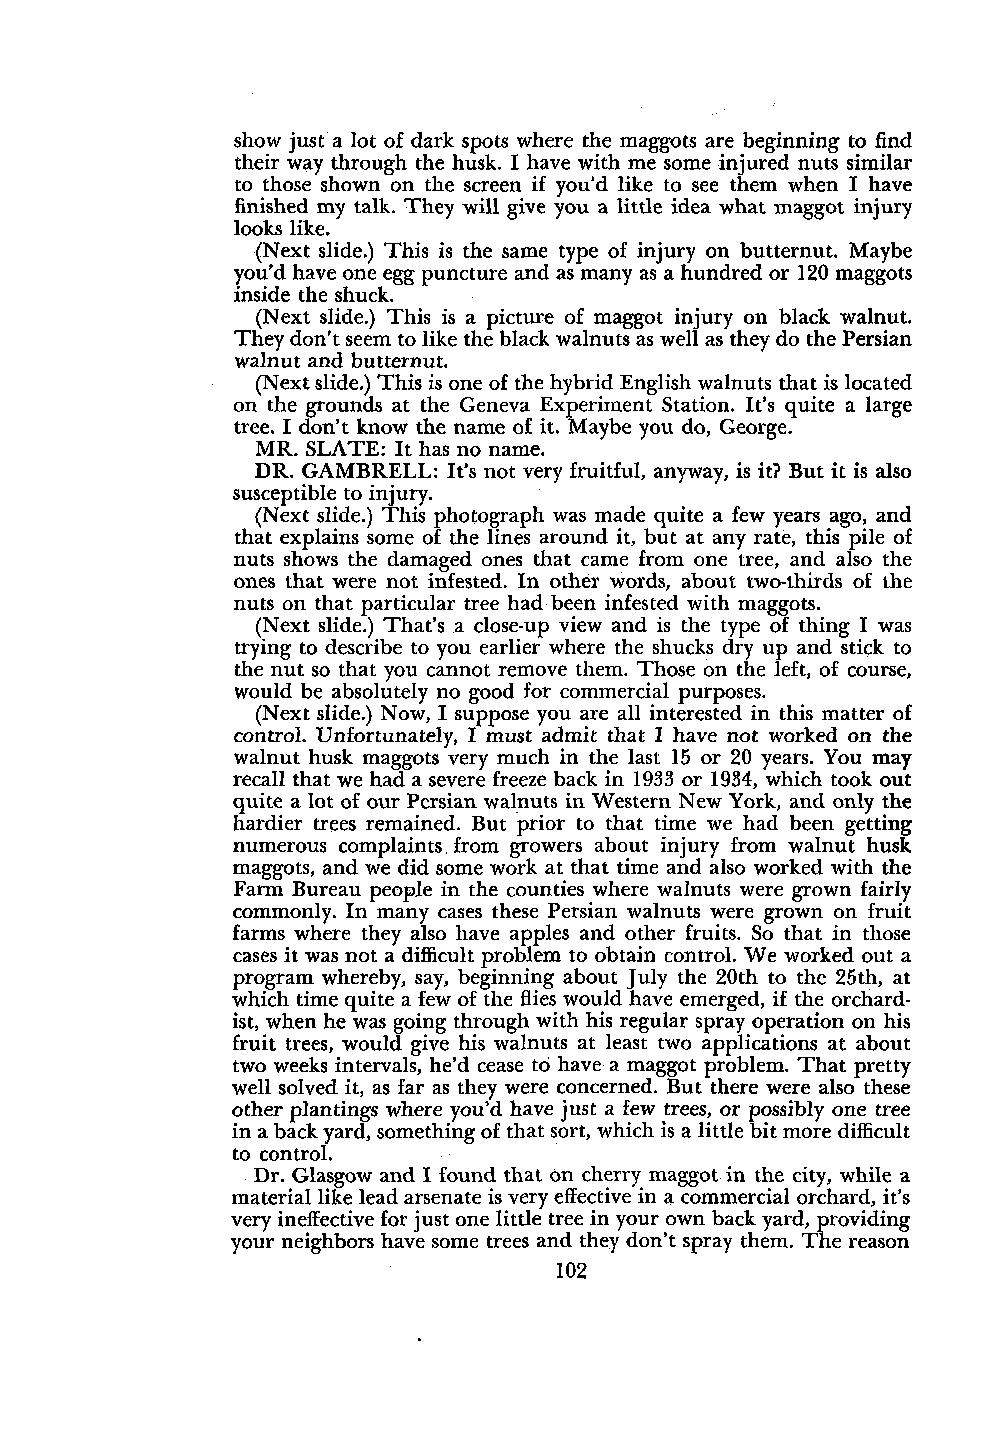 show just a lot of dark spots where the maggots are beginning to find
their way through the husk. I have with me some injured nuts similar
to those shown on the screen if you'd like to see them when I have
finished my talk. They will give you a little idea what maggot injury
looks like.
(Next slide.) This is the same type of injury on butternut. Maybe
you'd have one egg puncture and as many as a hundred or 120 maggots
inside the shuck.
(Next slide.) This is a picture of maggot injury on black walnut.
They don't seem to like the black walnuts as well as they do the Persian
walnut and butternut.
(Next slide.) This is one of the hybrid English walnuts that is located
on the grounds at the Geneva Experiment Station. It's quite a large
tree. I don't know the name of it. Maybe you do, George.
MR. SLATE: It has no name.
DR. GAMBRELL: It's not very fruitful, anyway, is it? But it is also
susceptible to injury.
(Next slide.) This photograph was made quite a few years ago, and
that explains some of the lines around it, but at any rate, this pile of
nuts shows the damaged ones that came from one tree, and also the
ones that were not infested. In other words, about two-thirds of the
nuts on that particular tree had been infested with maggots.
(Next slide.) That's a close-up view and is the type of thing I was
trying to describe to you earlier where the shucks dry up and stick to
the nut so that you cannot remove them. Those on the left, of course,
would be absolutely no good for commercial purposes.
(Next slide.) Now, I suppose you are all interested in this matter of
control. Unfortunately, I must admit that I have not worked on the
walnut husk maggots very much in the last 15 or 20 years. You may
recall that we had a severe freeze back in 1933 or 1934, which took out
quite a lot of our Persian walnuts in Western New York, and only the
hardier trees remained. But prior to that time we had been getting
numerous complaints from growers about injury from walnut husk
maggots, and we did some work at that time and also worked with the
Farm Bureau people in the counties where walnuts were grown fairly
commonly. In many cases these Persian walnuts were grown on fruit
farms where they also have apples and other fruits. So that in those
cases it was not a difficult problem to obtain control. We worked out a
program whereby, say, beginning about July the 20th to the 25th, at
which time quite a few of the flies would have emerged, if the orchard-
ist, when he was going through with his regular spray operation on his
fruit trees, would give his walnuts at least two applications at about
two weeks intervals, he'd cease to have a maggot problem. That pretty
well solved it, as far as they were concerned. But there were also these
other plantings where you'd have just a few trees, or possibly one tree
in a back yard, something of that sort, which is a little bit more difficult
to control.
Dr. Glasgow and I found that on cherry maggot in the city, while a
material like lead arsenate is very effective in a commercial orchard, it's
very ineffective for just one little tree in your own back yard, providing
your neighbors have some trees and they don't spray them. The reason
102